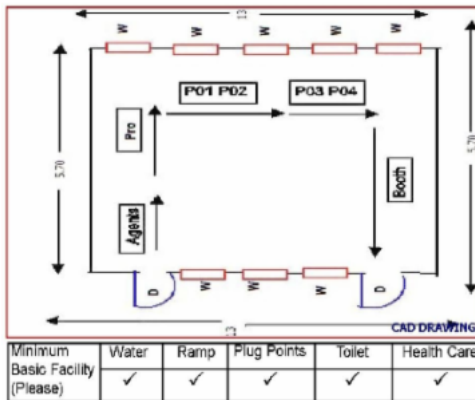 13
W W W W W
P01 P02 P03 P04
5.70 Pro Booth 5.70
Agents
D W W W D
CAD DRAWING
13
Minimum Basic Facility (Please) Water Ramp Plug Points Toilet Health Care
✓ ✓ ✓ ✓ ✓